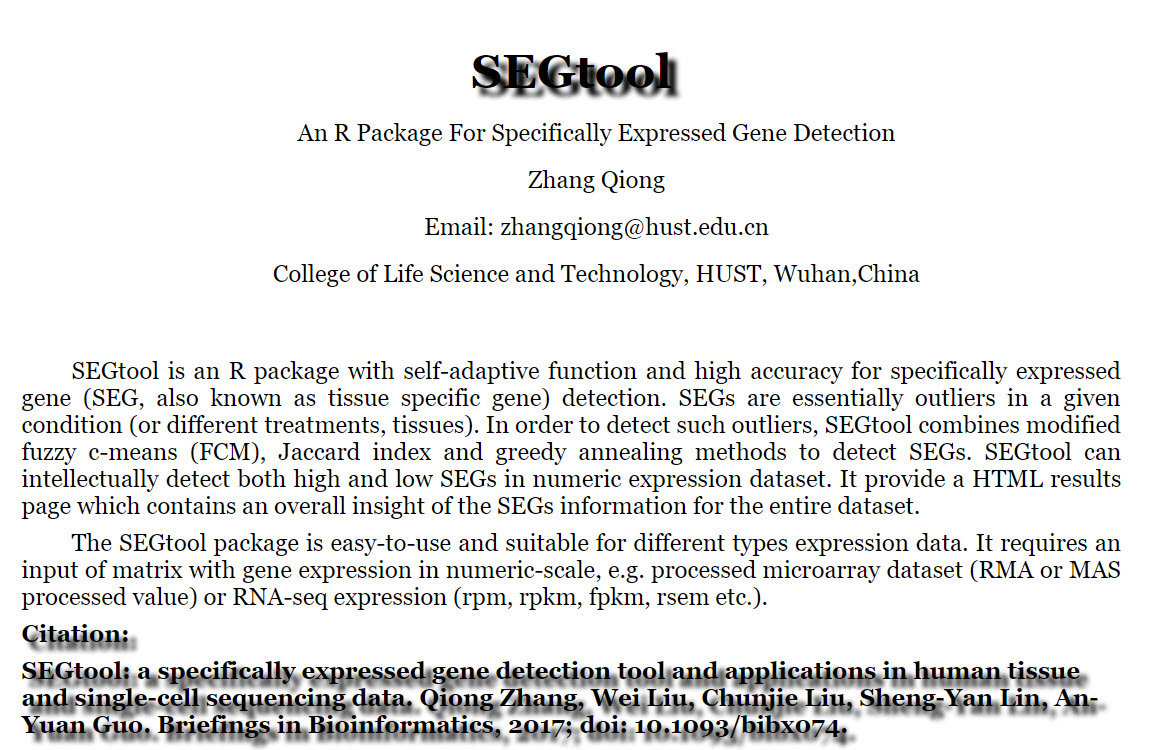 SEGtool
An R Package For Specifically Expressed Gene Detection
Zhang Qiong
Email: zhangqiong@hust.edu.cn
College of Life Science and Technology, HUST, Wuhan,China
SEGtool is an R package with self-adaptive function and high accuracy for specifically expressed
gene (SEG, also known as tissue specific gene) detection. SEGs are essentially outliers in a given
condition (or different treatments, tissues). In order to detect such outliers, SEGtool combines modified
fuzzy c-means (FCM), Jaccard index and greedy annealing methods to detect SEGs. SEGtool can
intellectually detect both high and low SEGs in numeric expression dataset. It provide a HTML results
page which contains an overall insight of the SEGs information for the entire dataset.
The SEGtool package is easy-to-use and suitable for different types expression data. It requires an
input of matrix with gene expression in numeric-scale, e.g. processed microarray dataset (RMA or MAS
processed value) or RNA-seq expression (rpm, rpkm, fpkm, rsem etc.).
Citation:
SEGtool: a specifically expressed gene detection tool and applications in human tissue
and single-cell sequencing data. Qiong Zhang, Wei Liu, Chunjie Liu, Sheng-Yan Lin, An-
Yuan Guo. Briefings in Bioinformatics, 2017; doi: 10.1093/bibx074.